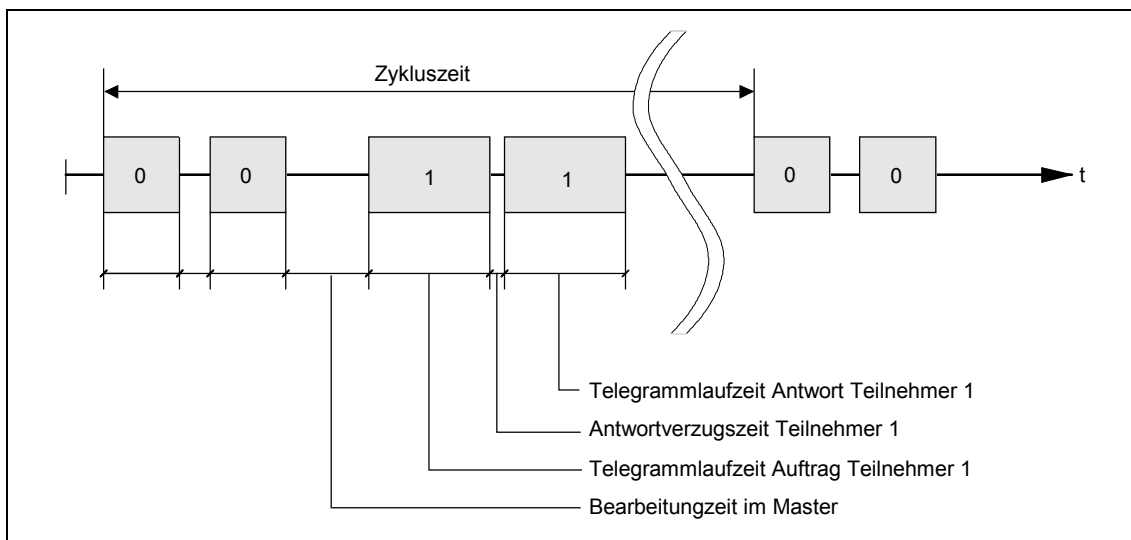 Zykluszeit
0 0 1 1 0 0 t
Telegrammlaufzeit Antwort Teilnehmer 1
Antwortverzugszeit Teilnehmer 1
Telegrammlaufzeit Auftrag Teilnehmer 1
Bearbeitungzeit im Master